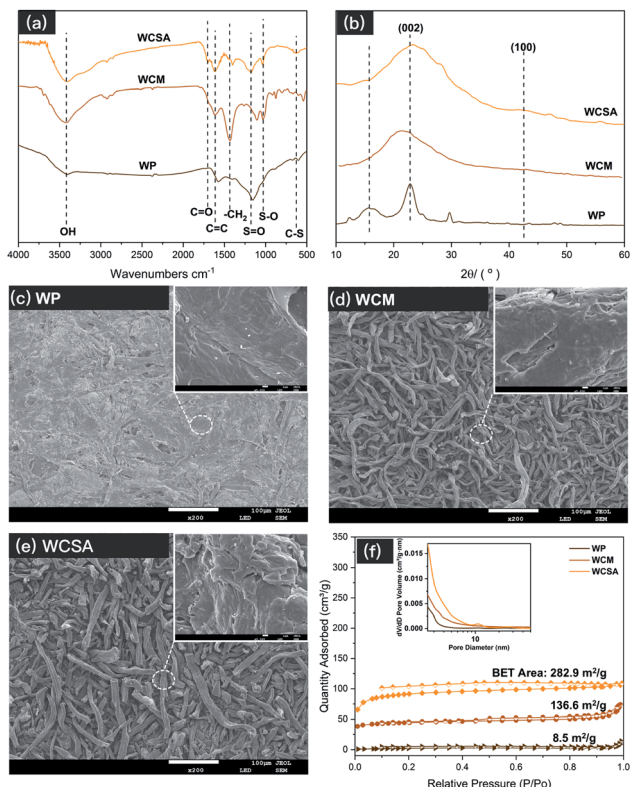 (a)
WCSA
WCM
WP
C=O
-CH2
S-O
OH
C=C
S=O
C-S
4000 3500 3000 2500 2000 1500 1000 500
Wavenumbers cm-1
(b)
(002)
(100)
WCSA
WCM
WP
10 20 30 40 50 60
2θ/ ( ° )
(c) WP
100μm JEOL
x200 LED SEM
(d) WCM
100μm JEOL
x200 LED SEM
(e) WCSA
100μm JEOL
x200 LED SEM
(f)
WP
WCM
WCSA
dV/dD Pore Volume (cm³/g·nm)
0.015
0.010
0.005
0.000
10
Pore Diameter (nm)
BET Area: 282.9 m²/g
136.6 m²/g
8.5 m²/g
Quantity Adsorbed (cm³/g)
350
300
250
200
150
100
50
0
0.0 0.2 0.4 0.6 0.8 1.0
Relative Pressure (P/Po)